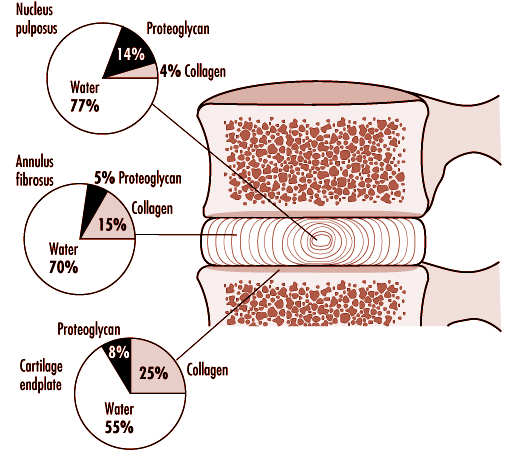 Nucleus
pulposus
Proteoglycan
14%
4% Collagen
Water
77%
Annulus
fibrosus
5% Proteoglycan
Collagen
15%
Water
70%
Proteoglycan
8%
Cartilage
endplate
25%
Collagen
Water
55%